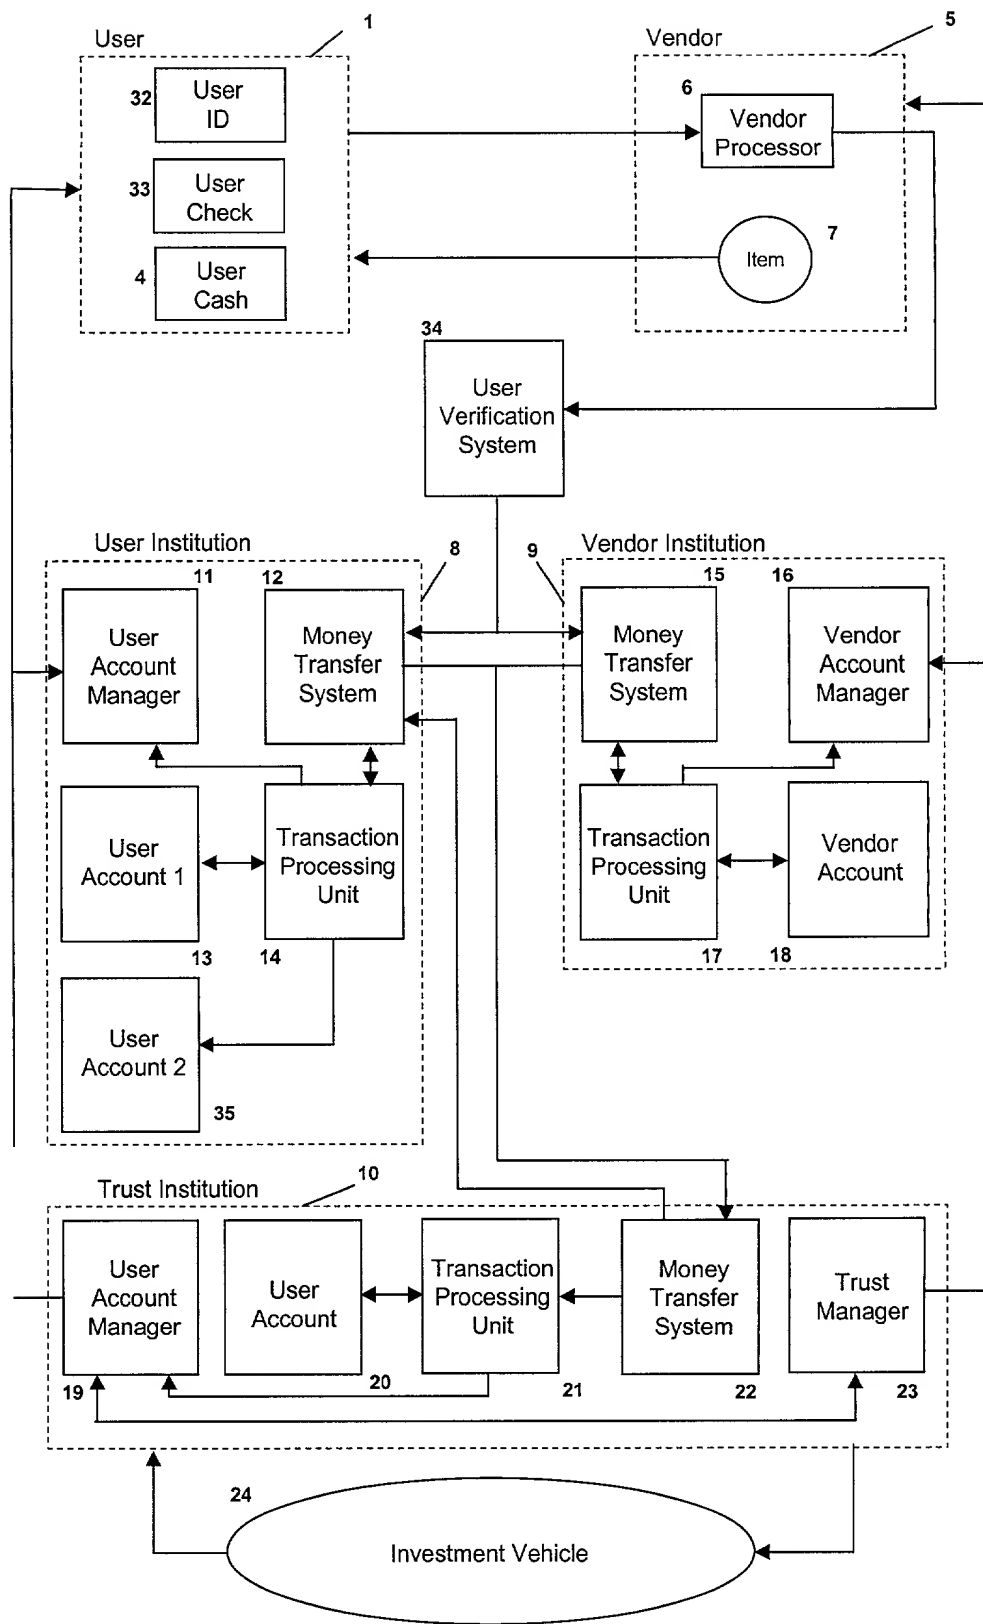 User
1
Vendor
5
32
User
ID
6
Vendor
Processor
33
User
Check
4
User
Cash
7
Item
34
User
Verification
System
User Institution
8
9
Vendor Institution
11
12
15
16
User
Account
Manager
Money
Transfer
System
Money
Transfer
System
Vendor
Account
Manager
User
Account 1
Transaction
Processing
Unit
Transaction
Processing
Unit
Vendor
Account
13
14
17
18
User
Account 2
35
Trust Institution
10
User
Account
Manager
User
Account
Transaction
Processing
Unit
Money
Transfer
System
Trust
Manager
19
20
21
22
23
24
Investment Vehicle